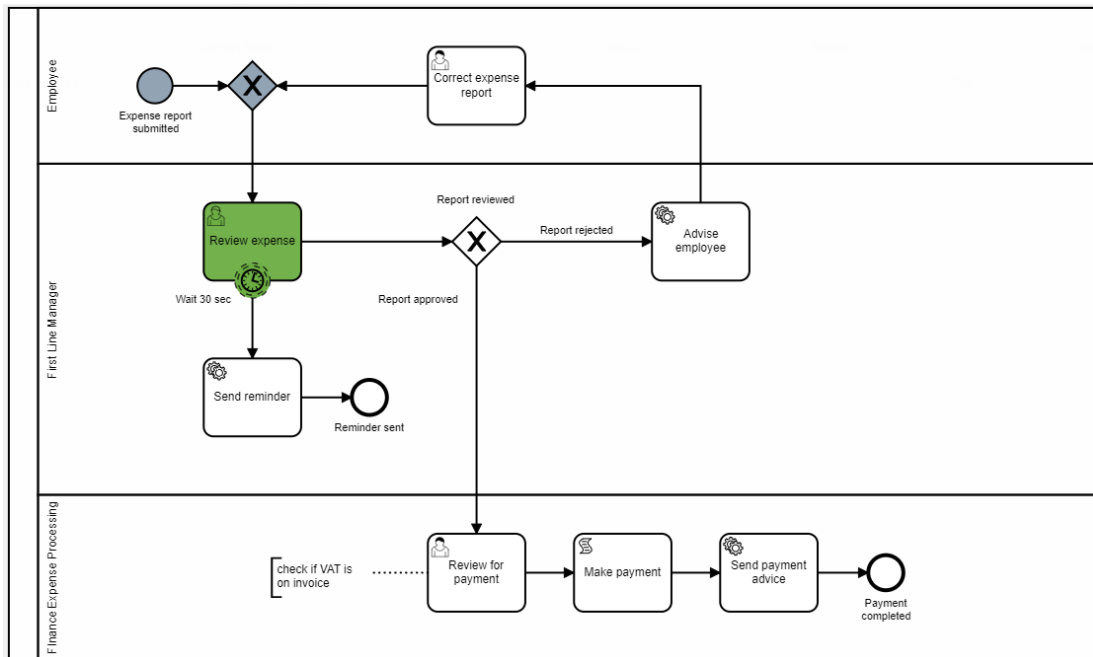 Employee
Correct expense
report
Expense report
submitted
First Line Manager
Report reviewed
Review expense
Report rejected
Advise
employee
Wait 30 sec
Report approved
Send reminder
Reminder sent
FInance Expense Processing
check if VAT is
on invoice
Review for
payment
Make payment
Send payment
advice
Payment
completed